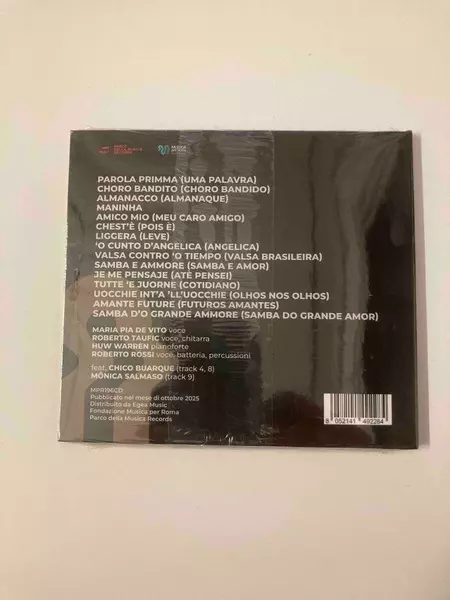 PAROLA PRIMMA (UMA PALAVRA)
CHORO BANDITO (CHORO BANDIDO)
ALMANACCO (ALMANAQUE)
MANINHA
AMICO MIO (MEU CARO AMIGO)
CHEST'È (POIS È)
LIGGERA (LEVE)
'O CUNTO D'ANGELICA (ANGELICA)
VALSA CONTRO 'O TIEMPO (VALSA BRASILEIRA)
SAMBA E AMMORE (SAMBA E AMOR)
JE ME PENSAJE (ATÈ PENSEI)
TUTTE 'E JUORNE (COTIDIANO)
UOCCHIE INT'A 'LL'UOCCHIE (OLHOS NOS OLHOS)
AMANTE FUTURE (FUTUROS AMANTES)
SAMBA D'O GRANDE AMMORE (SAMBA DO GRANDE AMOR)
MARIA PIA DE VITO voce
ROBERTO TAUFIC voce, chitarra
HUW WARREN pianoforte
ROBERTO ROSSI voce, batteria, percussioni
feat. CHICO BUARQUE (track 4, 8)
MÔNICA SALMASO (track 9)
MPR196CD
Pubblicato nel mese di ottobre 2025
Distribuito da Egea Music
Fondazione Musica per Roma
Parco della Musica Records
8 052141 492264